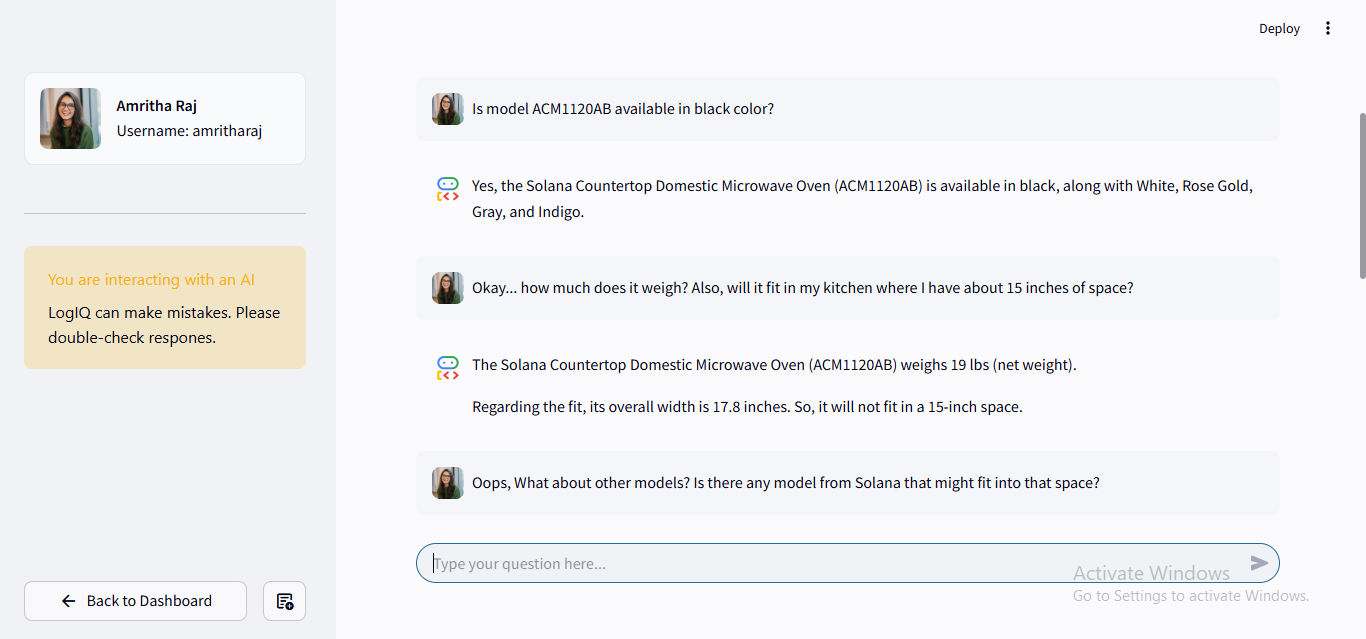 Deploy
Amritha Raj
Username: amritharaj
You are interacting with an AI
LogIQ can make mistakes. Please
double-check respones.
Back to Dashboard
Is model ACM1120AB available in black color?
Yes, the Solana Countertop Domestic Microwave Oven (ACM1120AB) is available in black, along with White, Rose Gold,
Gray, and Indigo.
Okay... how much does it weigh? Also, will it fit in my kitchen where I have about 15 inches of space?
The Solana Countertop Domestic Microwave Oven (ACM1120AB) weighs 19 lbs (net weight).
Regarding the fit, its overall width is 17.8 inches. So, it will not fit in a 15-inch space.
Oops, What about other models? Is there any model from Solana that might fit into that space?
Type your question here...
Activate Windows
Go to Settings to activate Windows.